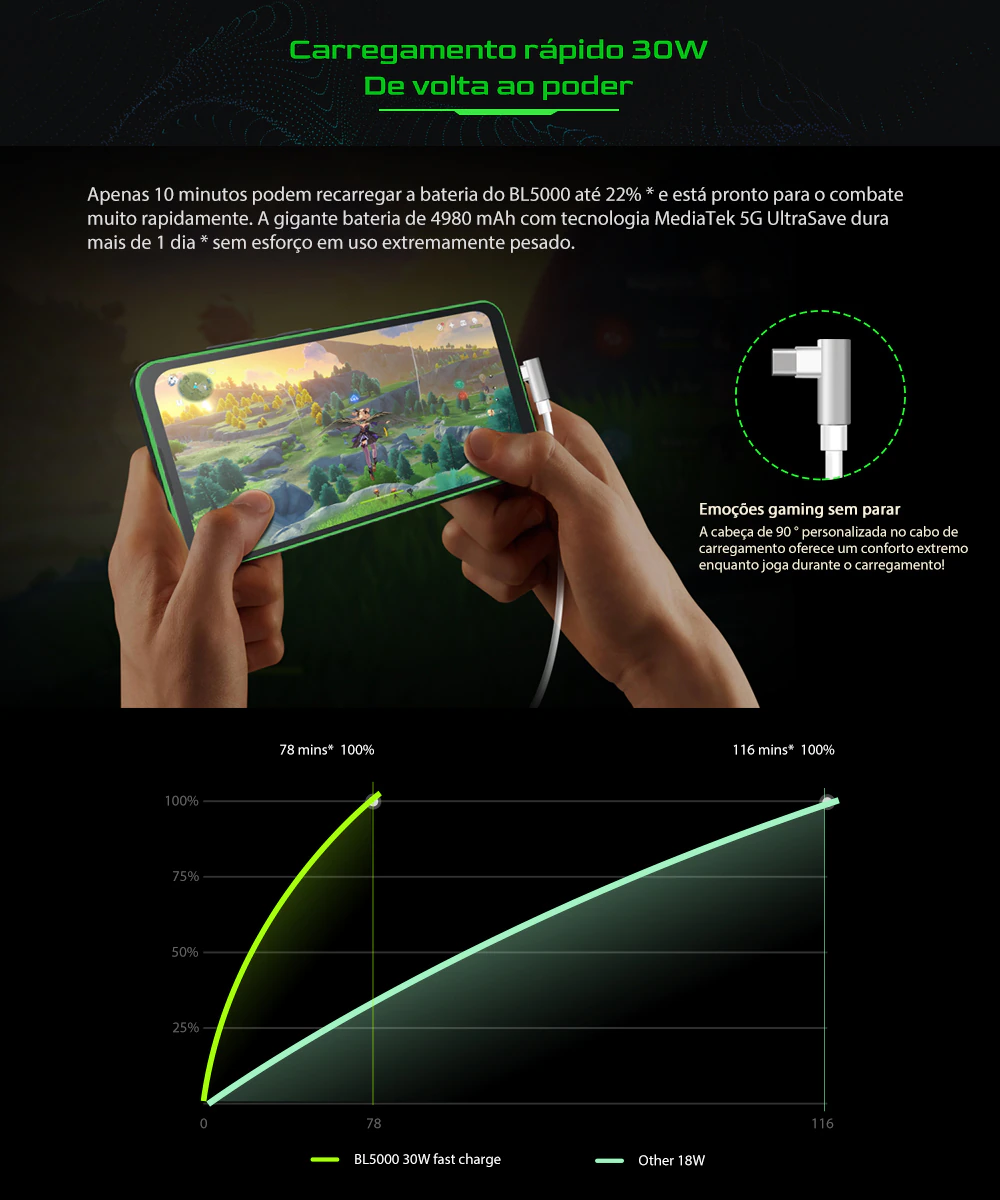 Carregamento rápido 30W
De volta ao poder
Apenas 10 minutos podem recarregar a bateria do BL5000 até 22% * e está pronto para o combate
muito rapidamente. A gigante bateria de 4980 mAh com tecnologia MediaTek 5G UltraSave dura
mais de 1 dia * sem esforço em uso extremamente pesado.
Emoções gaming sem parar
A cabeça de 90 ° personalizada no cabo de
carregamento oferece um conforto extremo
enquanto joga durante o carregamento!
78 mins* 100%
116 mins* 100%
100%
75%
50%
25%
0
78
116
BL5000 30W fast charge
Other 18W